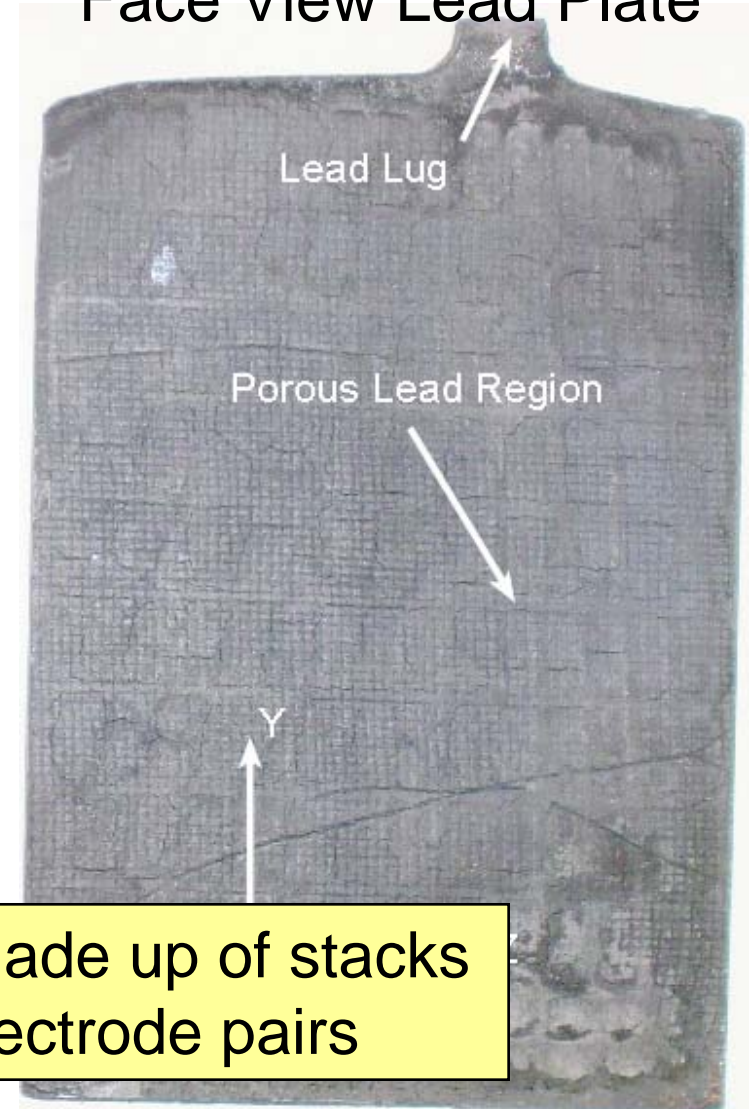 Face View Lead Plate
Lead Lug
Porous Lead Region
Y
ade up of stacks
ectrode pairs